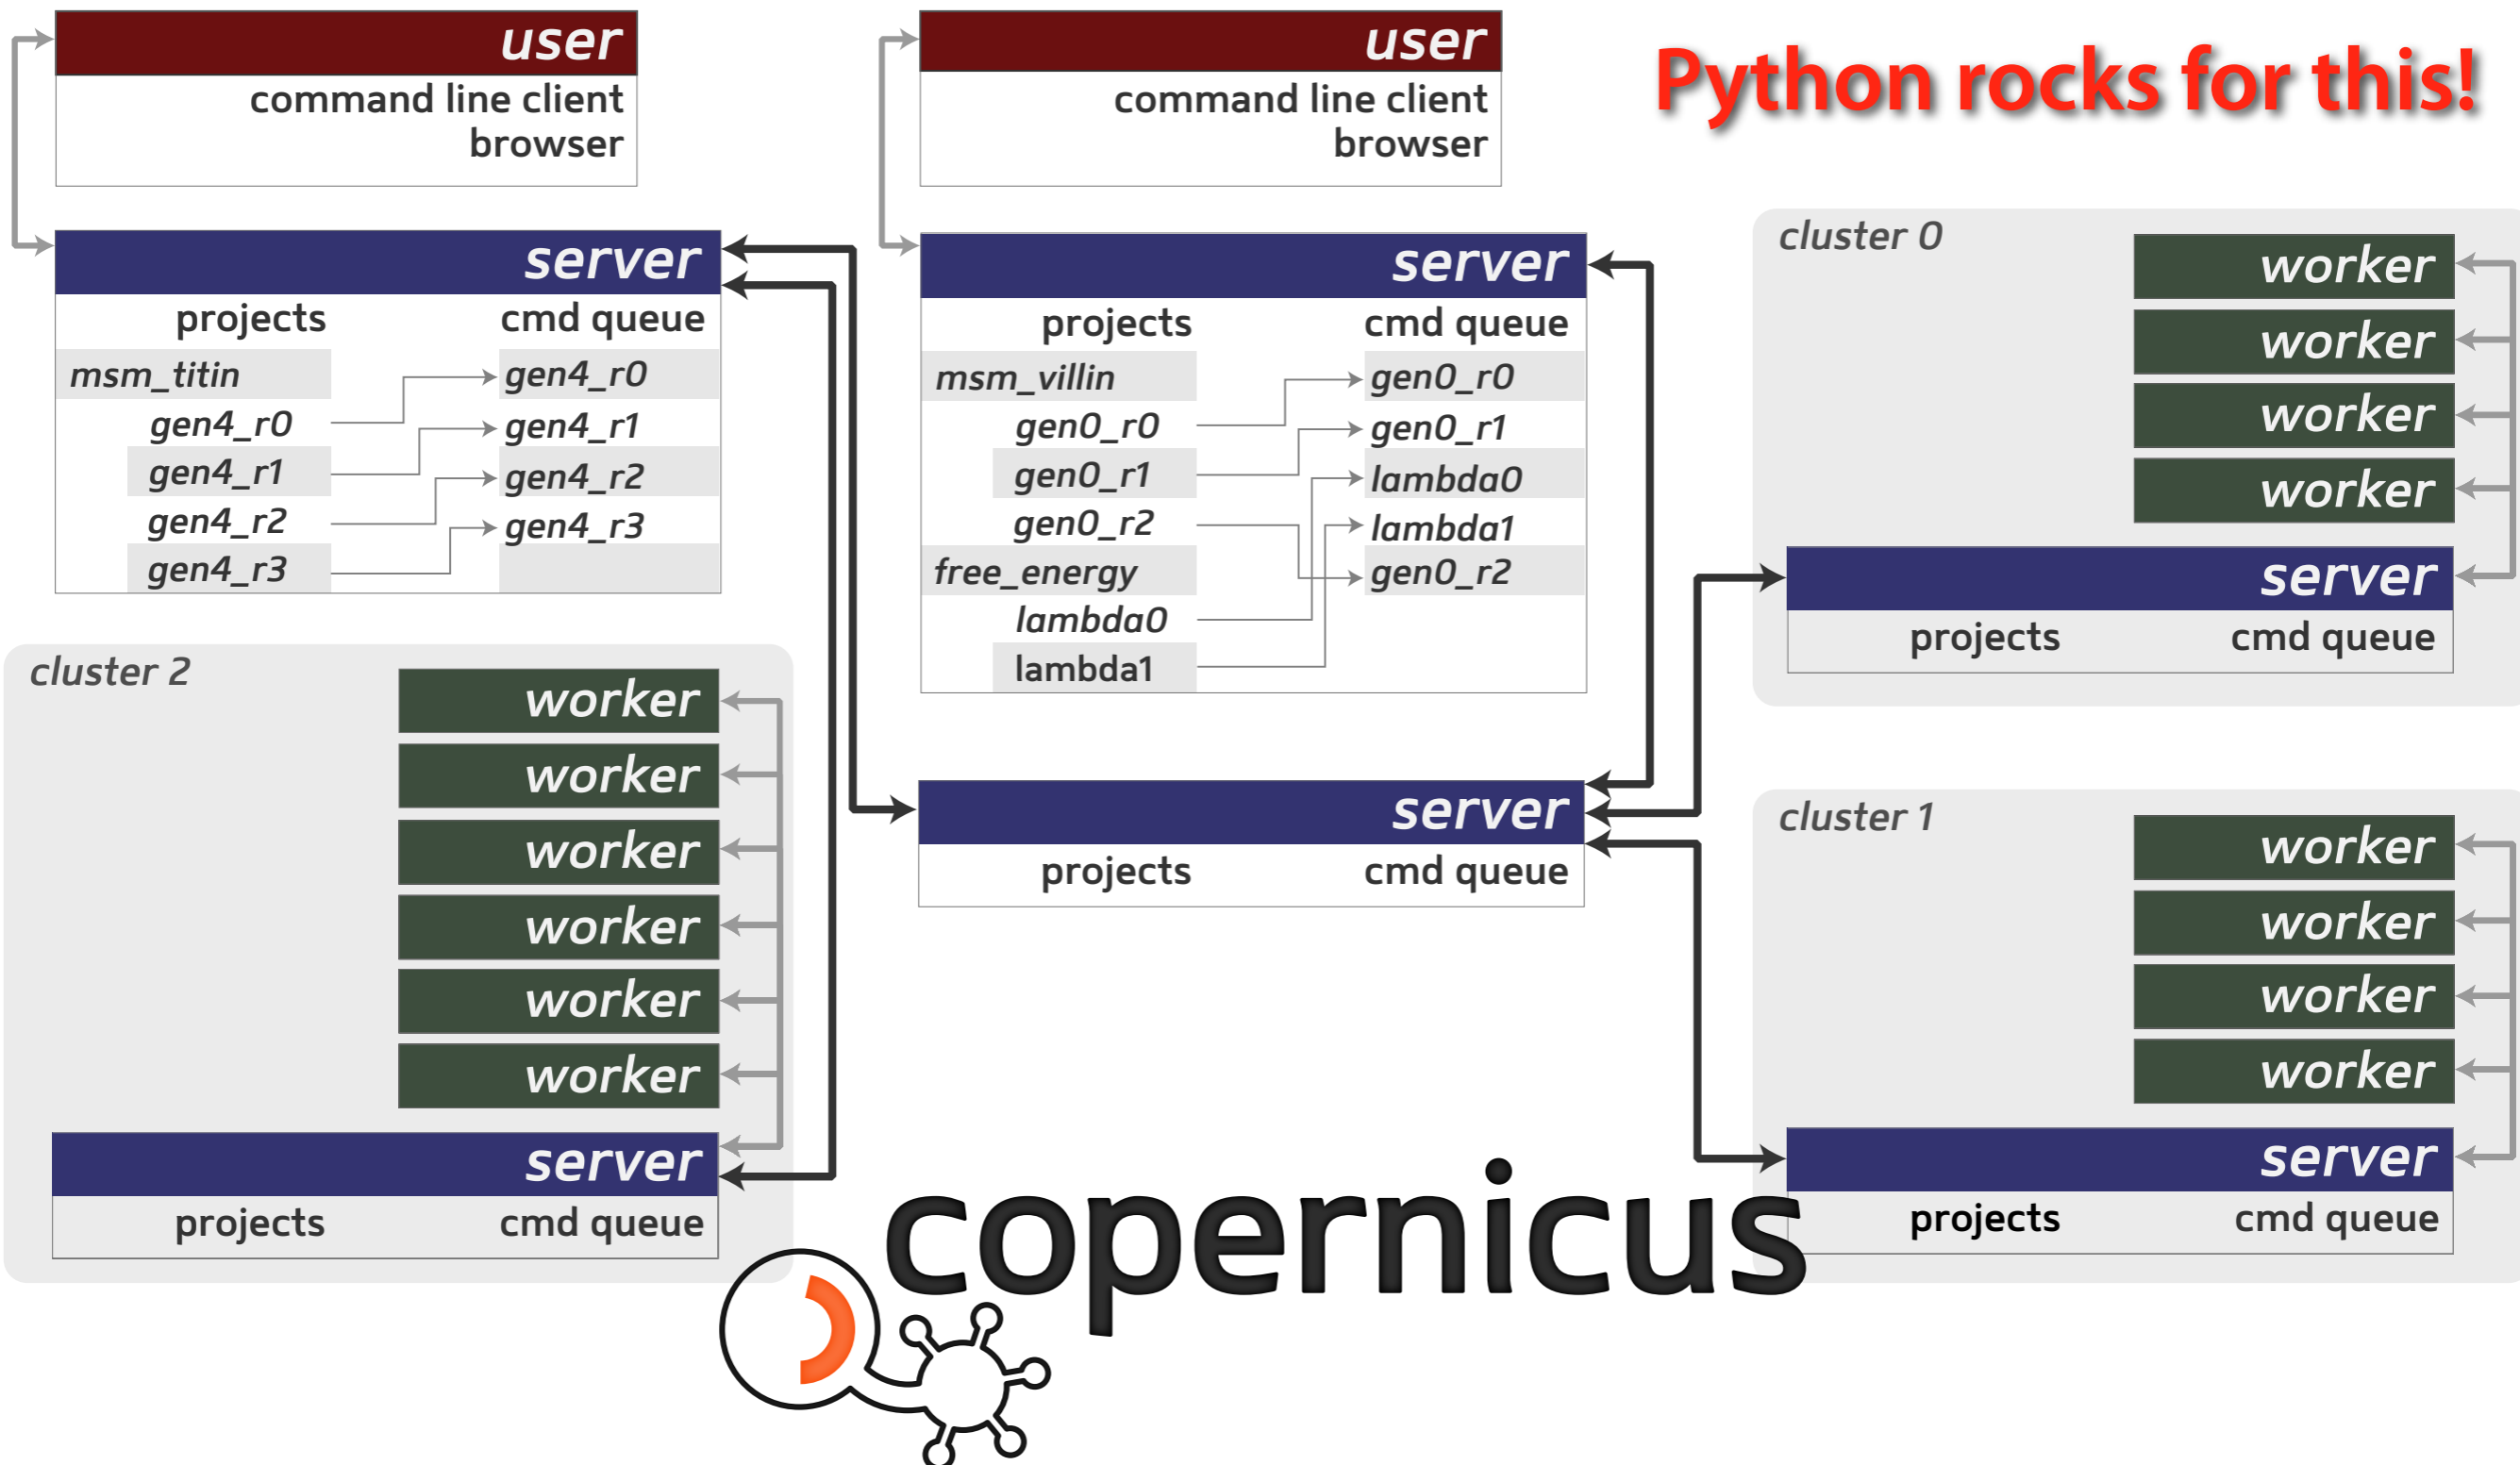 user
command line client
browser
user
command line client
browser
Python rocks for this!
server
projects cmd queue
msm_titin gen4_r0
gen4_r0 gen4_r1
gen4_r1 gen4_r2
gen4_r2 gen4_r3
gen4_r3
server
projects cmd queue
msm_villin gen0_r0
gen0_r0 gen0_r1
gen0_r1 lambda0
gen0_r2 lambda1
free_energy gen0_r2
lambda0
lambda1
cluster 0
worker
worker
worker
worker
server
projects cmd queue
cluster 2
worker
worker
worker
worker
worker
worker
server
projects cmd queue
server
projects cmd queue
cluster 1
worker
worker
worker
worker
server
projects cmd queue
copernicus